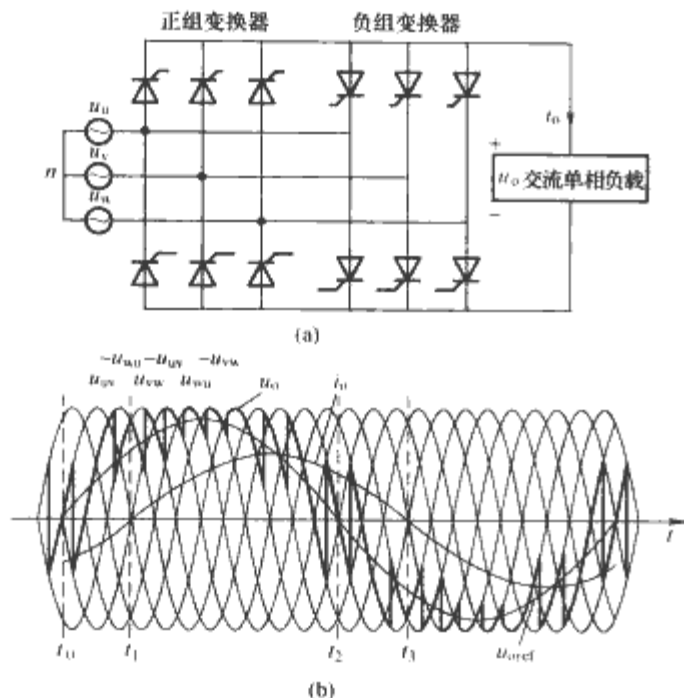 正组变换器 负组变换器
u_u
u_v
n
u_w
i_o
+
u_o 交流单相负载
−
(a)
-u_wu -u_uv -u_vw
u_uv u_vw u_wu
u_o
i_o
t
t_0 t_1 t_2 t_3
u_oref
(b)